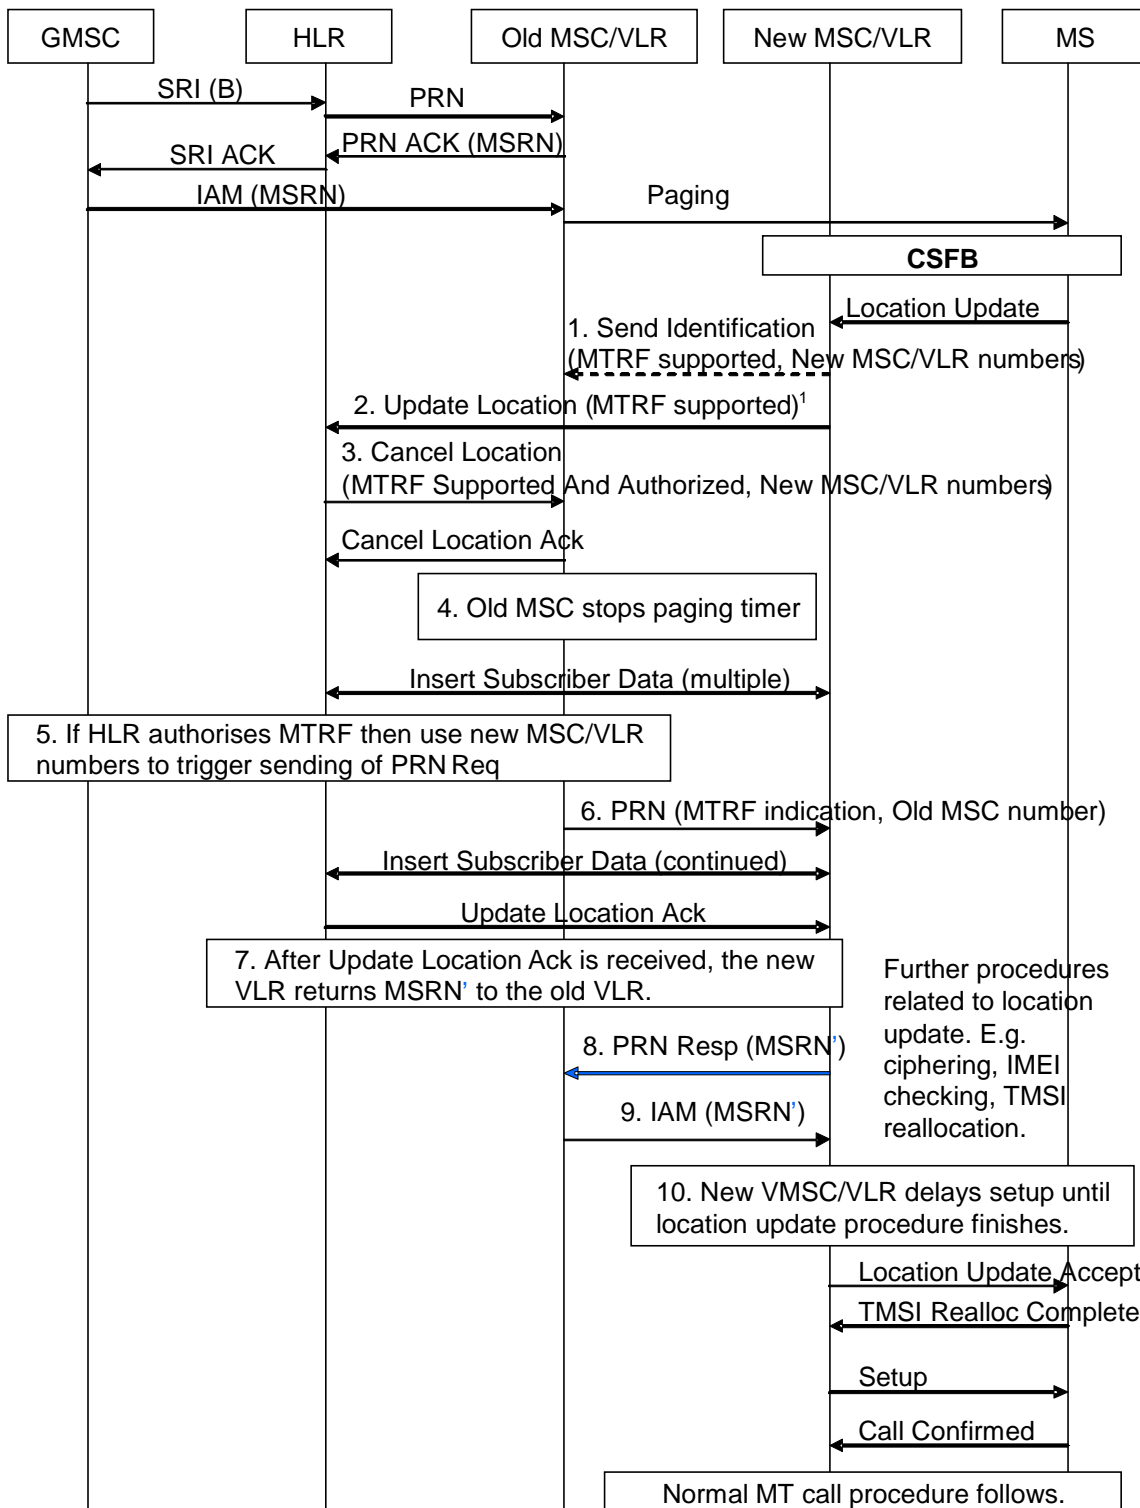 GMSC
HLR
Old MSC/VLR
New MSC/VLR
MS
SRI (B)
PRN
PRN ACK (MSRN)
SRI ACK
IAM (MSRN)
Paging
CSFB
Location Update
1. Send Identification
(MTRF supported, New MSC/VLR numbers)
2. Update Location (MTRF supported)¹
3. Cancel Location
(MTRF Supported And Authorized, New MSC/VLR numbers)
Cancel Location Ack
4. Old MSC stops paging timer
Insert Subscriber Data (multiple)
5. If HLR authorises MTRF then use new MSC/VLR
numbers to trigger sending of PRN Req
6. PRN (MTRF indication, Old MSC number)
Insert Subscriber Data (continued)
Update Location Ack
7. After Update Location Ack is received, the new
VLR returns MSRN’ to the old VLR.
Further procedures
related to location
update. E.g.
ciphering, IMEI
checking, TMSI
reallocation.
8. PRN Resp (MSRN’)
9. IAM (MSRN’)
10. New VMSC/VLR delays setup until
location update procedure finishes.
Location Update Accept
TMSI Realloc Complete
Setup
Call Confirmed
Normal MT call procedure follows.